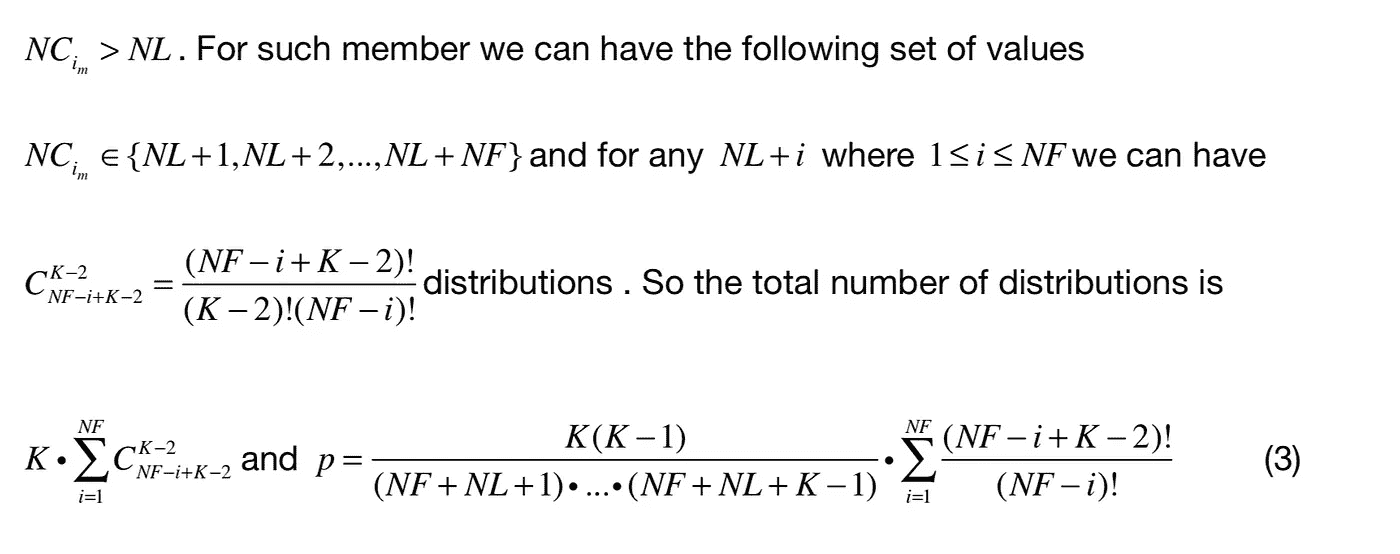 $NC_{i_m} > NL$. For such member we can have the following set of values
$NC_{i_m} \in \{NL+1, NL+2, ..., NL+NF\}$ and for any $NL+i$ where $1 \le i \le NF$ we can have
$C_{NF-i+K-2}^{K-2} = \frac{(NF-i+K-2)!}{(K-2)!(NF-i)!}$ distributions . So the total number of distributions is
$K \bullet \sum_{i=1}^{NF} C_{NF-i+K-2}^{K-2}$ and $p = \frac{K(K-1)}{(NF+NL+1) \bullet ... \bullet (NF+NL+K-1)} \bullet \sum_{i=1}^{NF} \frac{(NF-i+K-2)!}{(NF-i)!}$ (3)